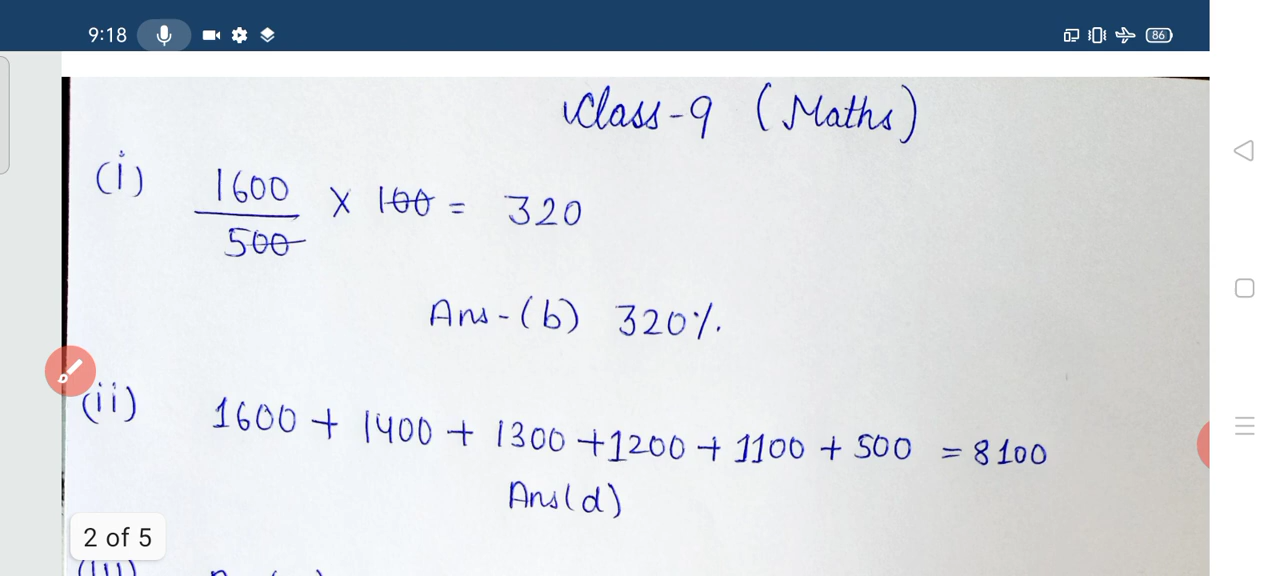 9:18
86
Class-9 (Maths)
(i) 1600/500 × 100 = 320
Ans-(b) 320%.
(ii) 1600 + 1400 + 1300 + 1200 + 1100 + 500 = 8100
Ans(d)
2 of 5
(iii)